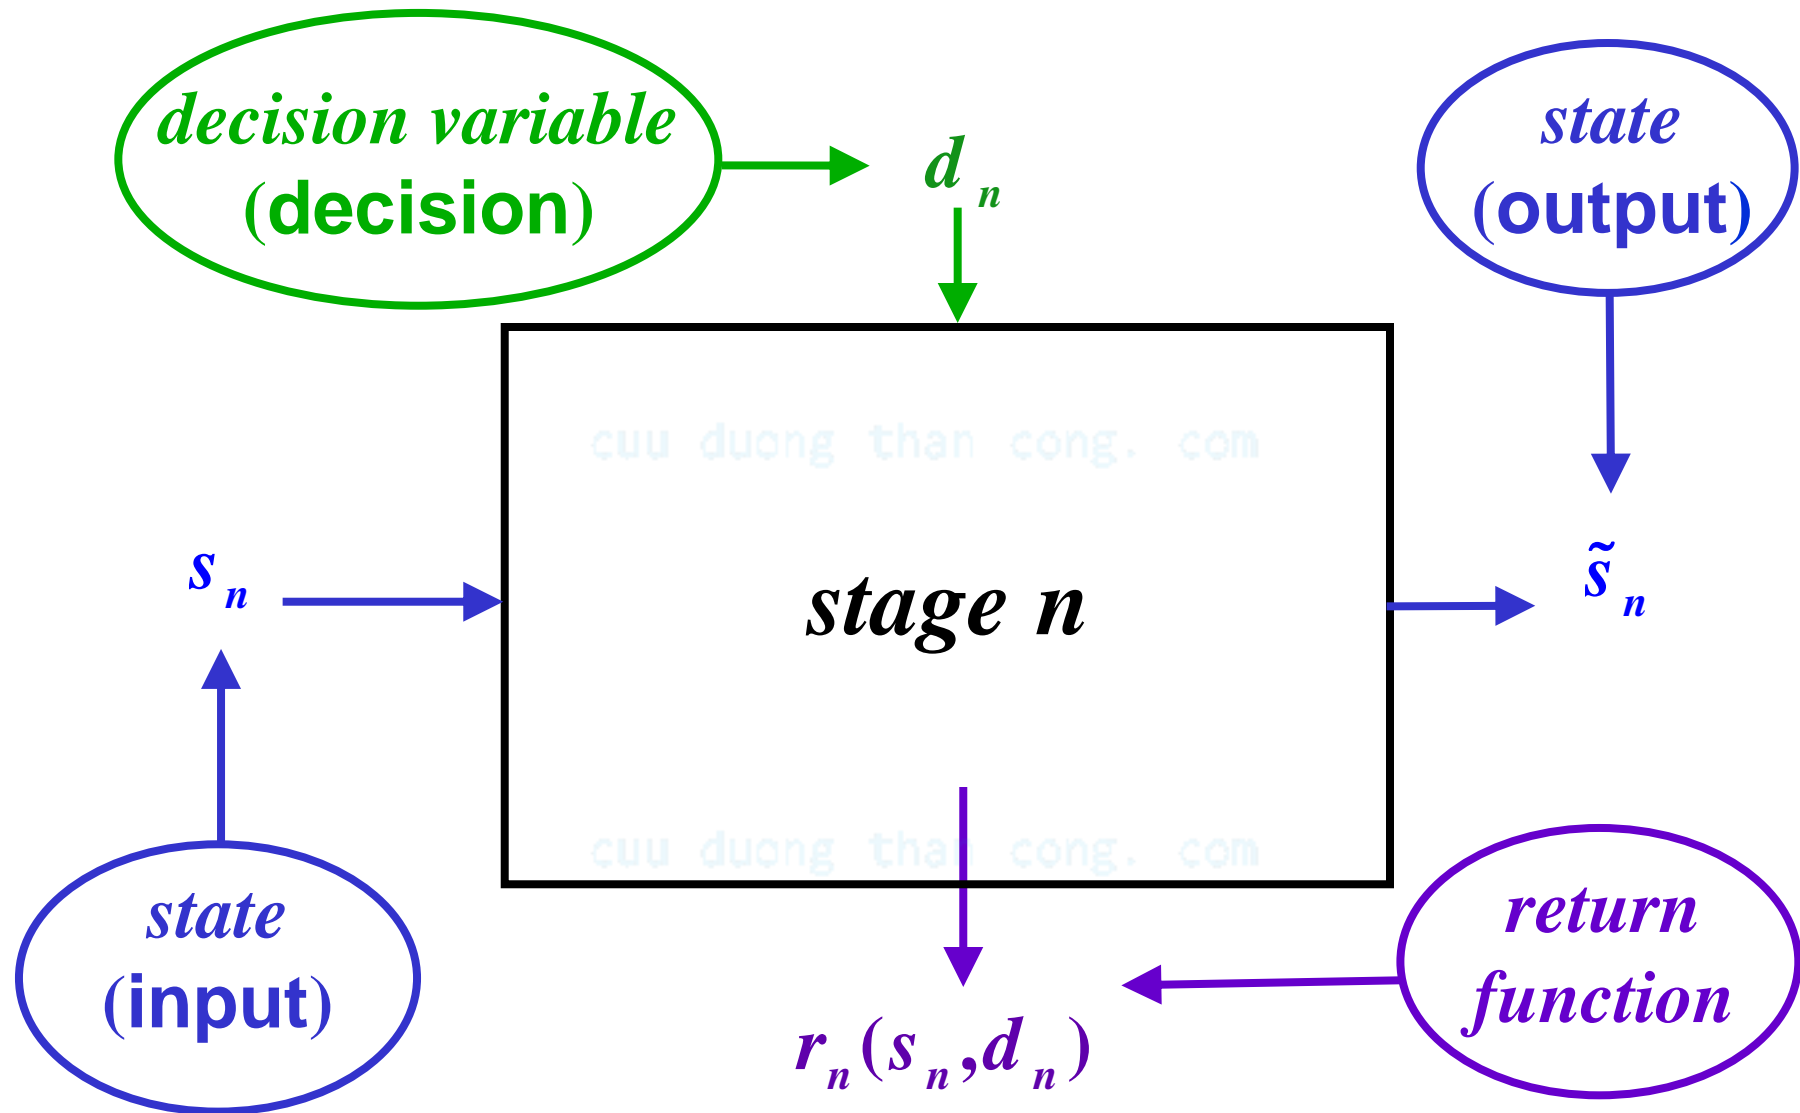 decision variable
(decision)
d n
state
(output)
cuu duong than cong. com
s n
stage n
s̃ n
cuu duong than cong. com
state
(input)
return
function
r n (s n ,d n )